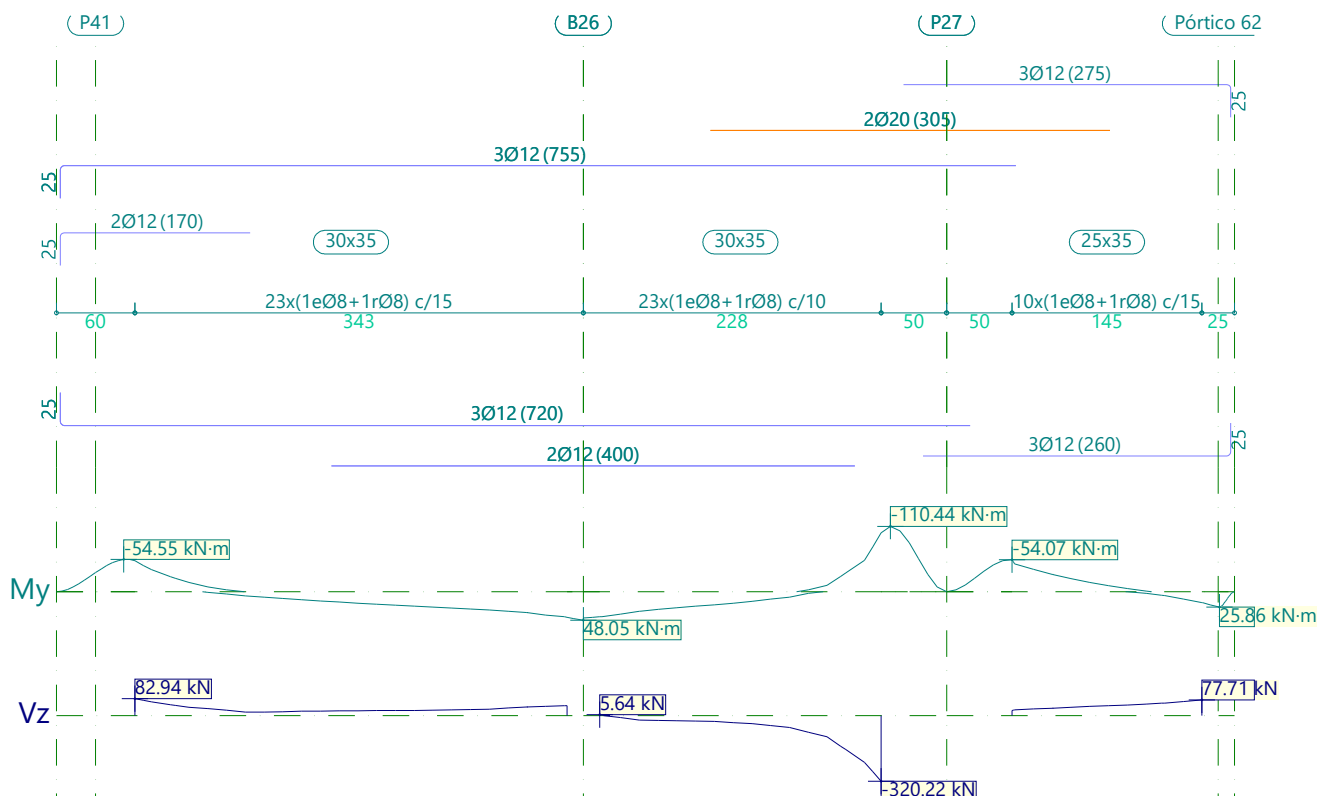 P41
B26
P27
Pórtico 62
3Ø12 (275)
25
2Ø20 (305)
3Ø12 (755)
25
2Ø12 (170)
25
30x35
30x35
25x35
23x(1eØ8+1rØ8) c/15
23x(1eØ8+1rØ8) c/10
10x(1eØ8+1rØ8) c/15
60
343
228
50
50
145
25
25
3Ø12 (720)
2Ø12 (400)
3Ø12 (260)
25
-110.44 kN·m
-54.55 kN·m
-54.07 kN·m
My
25.86 kN·m
48.05 kN·m
82.94 kN
5.64 kN
77.71 kN
Vz
-320.22 kN